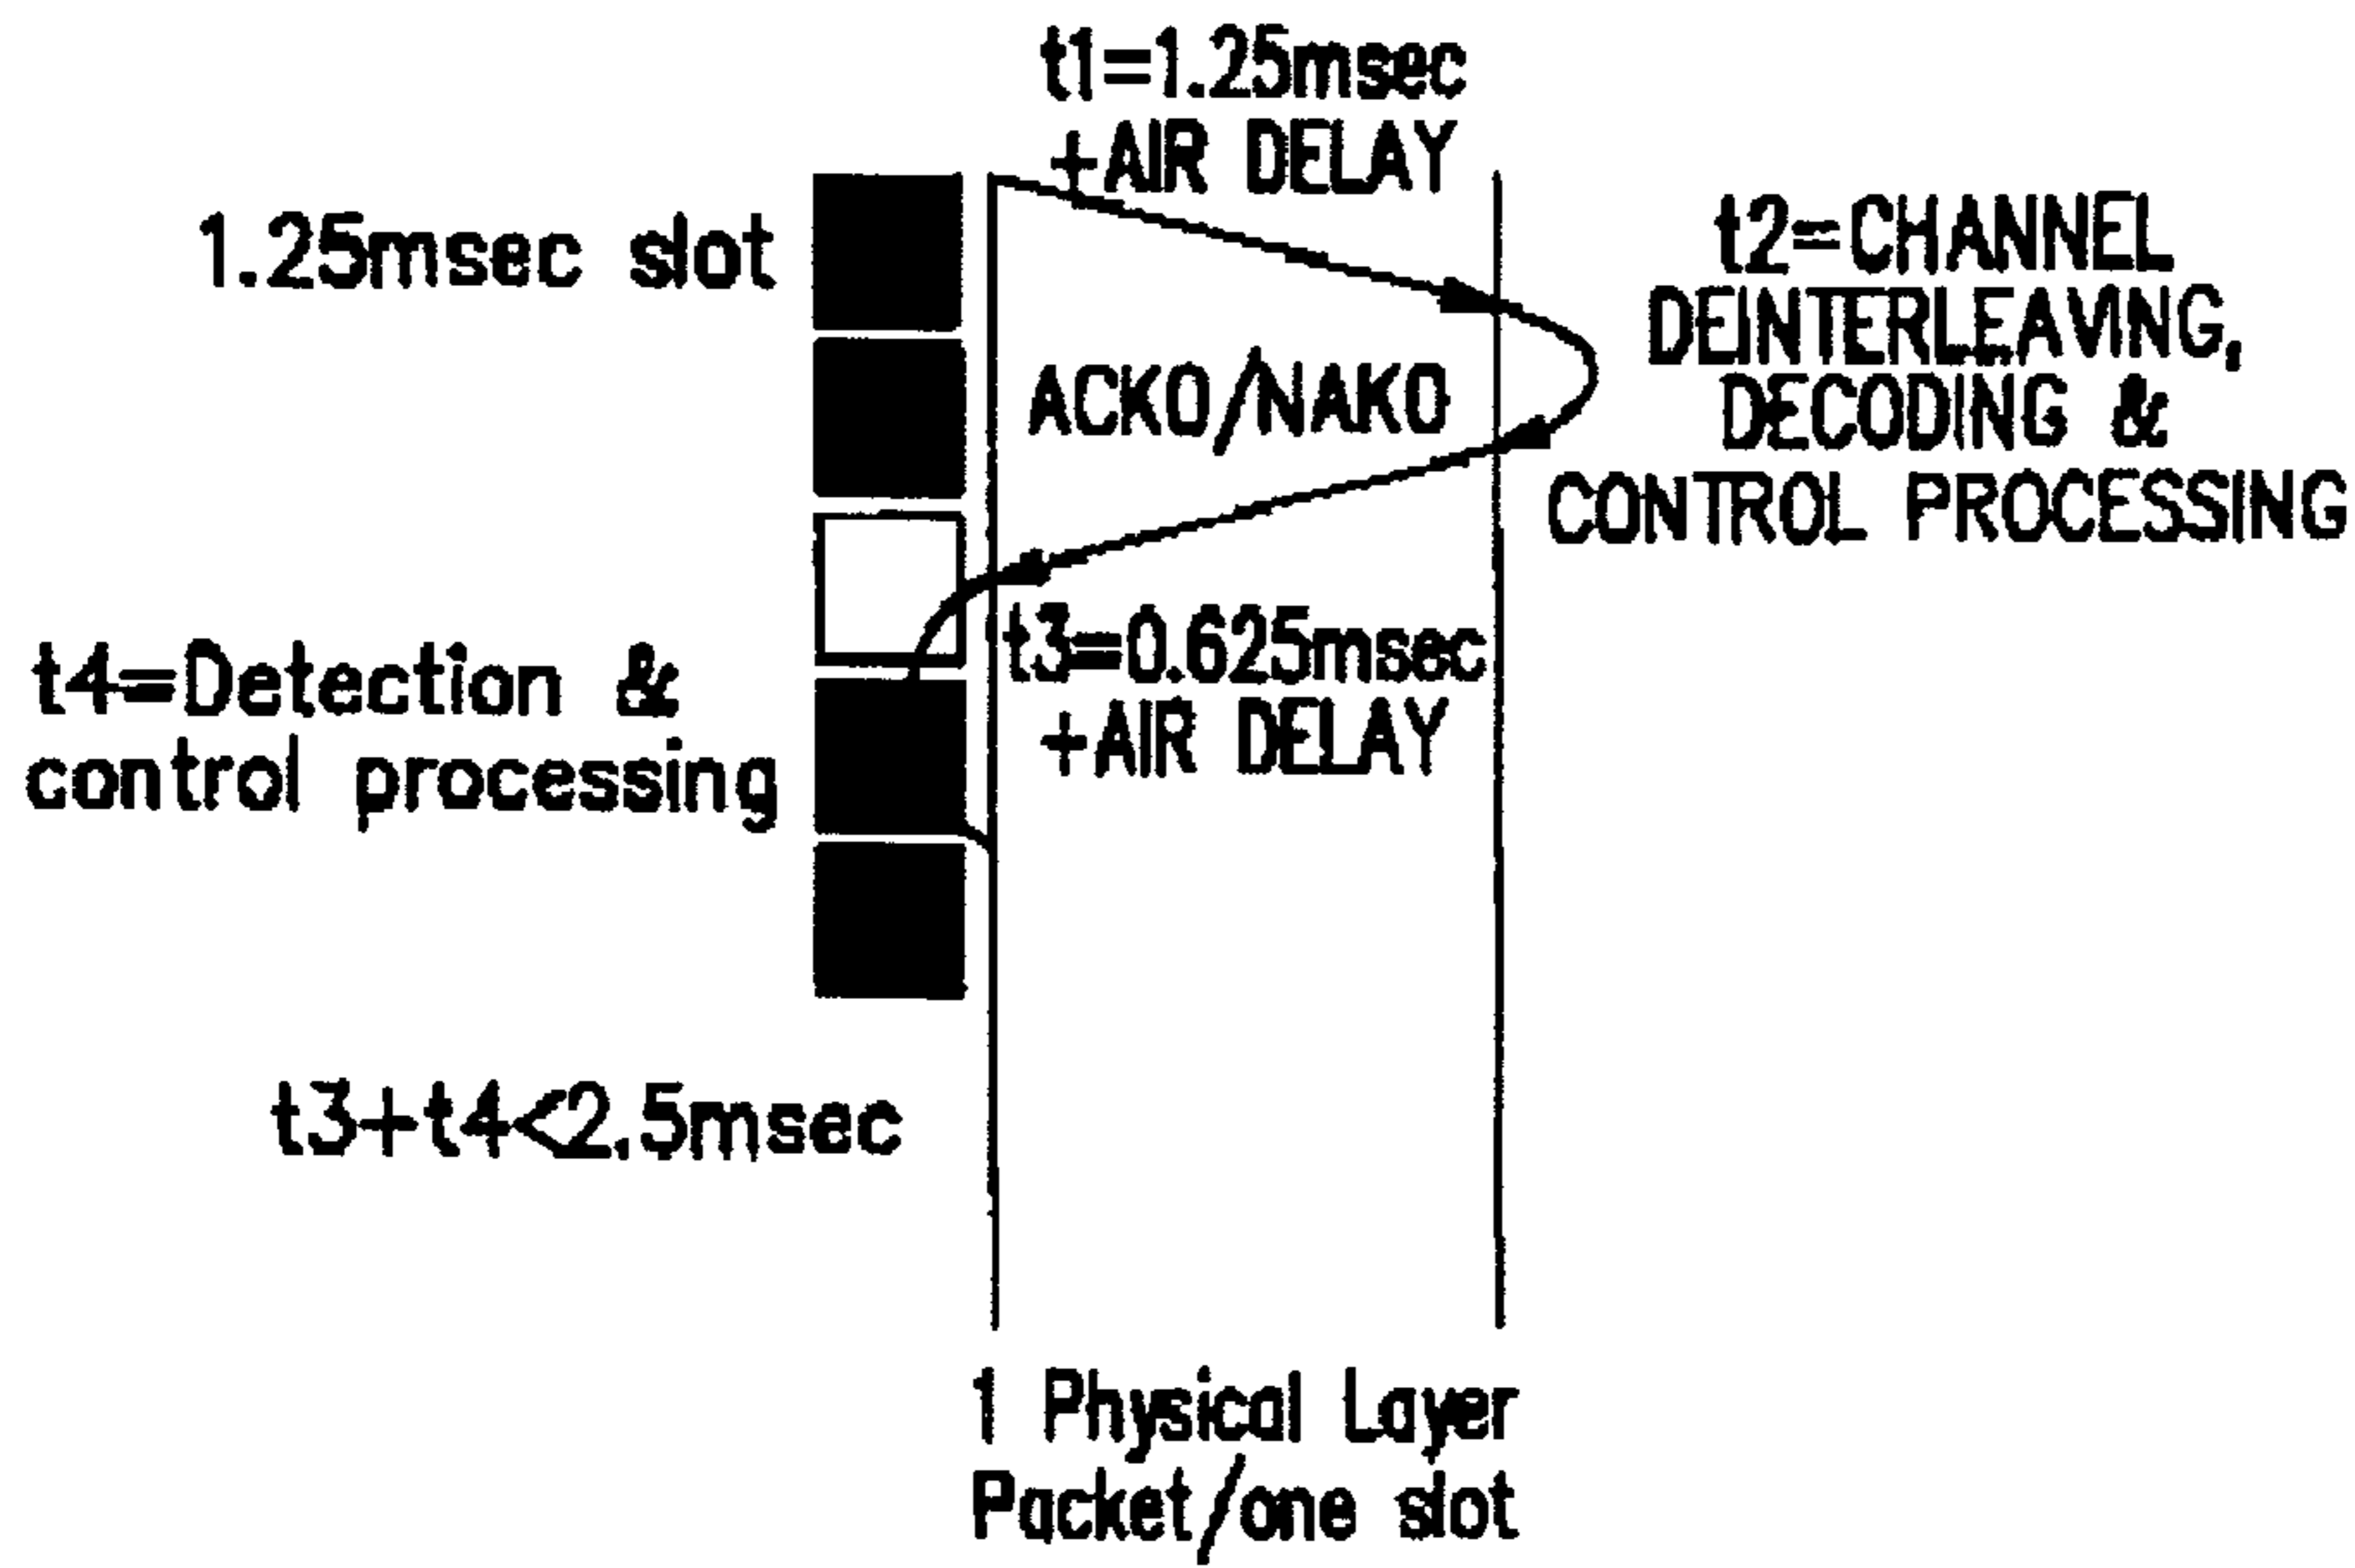 t1=1.25msec
+AIR DELAY
1.25msec slot
t2=CHANNEL
DEINTERLEAVING,
DECODING &
CONTROL PROCESSING
ACK0/NAK0
t3=0.625msec
+AIR DELAY
t4=Detection &
control processing
t3+t4<2.5msec
1 Physical Layer
Packet/one slot